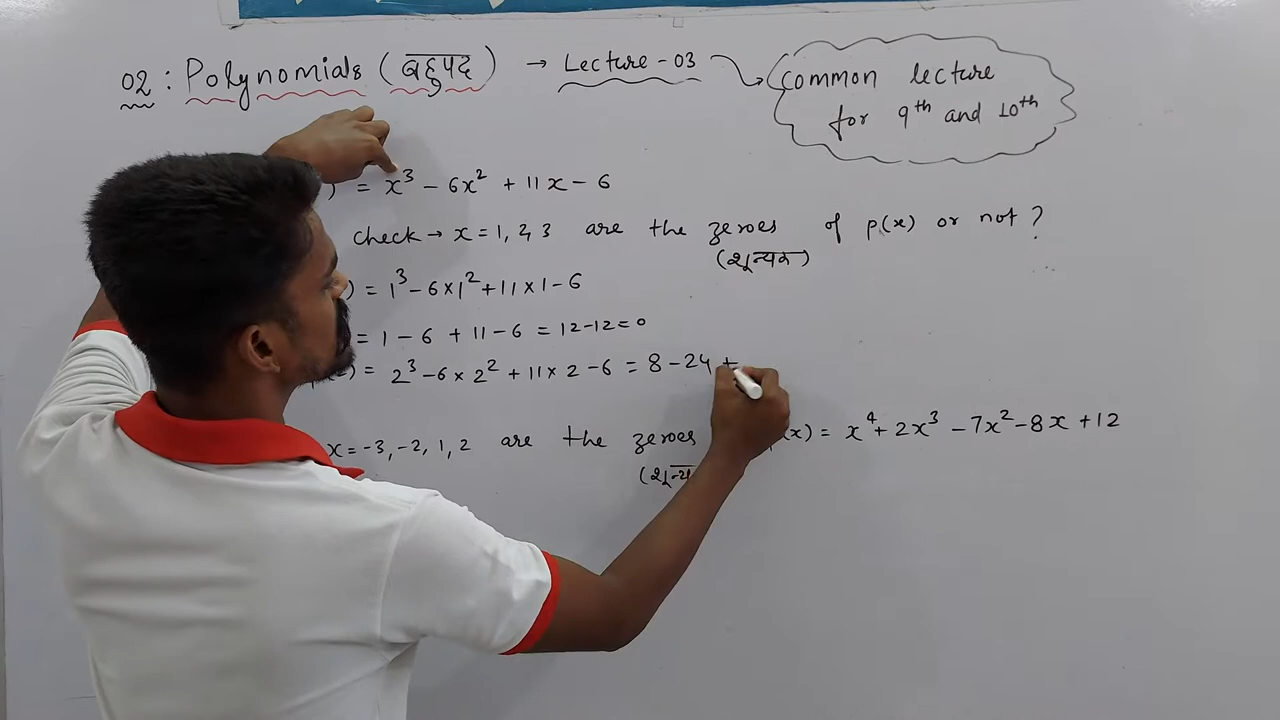 02 : Polynomials (बहुपद) → Lecture - 03
Common lecture
for 9th and 10th
) = x³ - 6x² + 11x - 6
check → x = 1, 2, 3 are the zeroes of p(x) or not ?
(शून्यक)
) = 1³ - 6×1² + 11×1 - 6
= 1 - 6 + 11 - 6 = 12 - 12 = 0
) = 2³ - 6×2² + 11×2 - 6 = 8 - 24 +
x = -3, -2, 1, 2 are the zeroes (x) = x⁴ + 2x³ - 7x² - 8x + 12